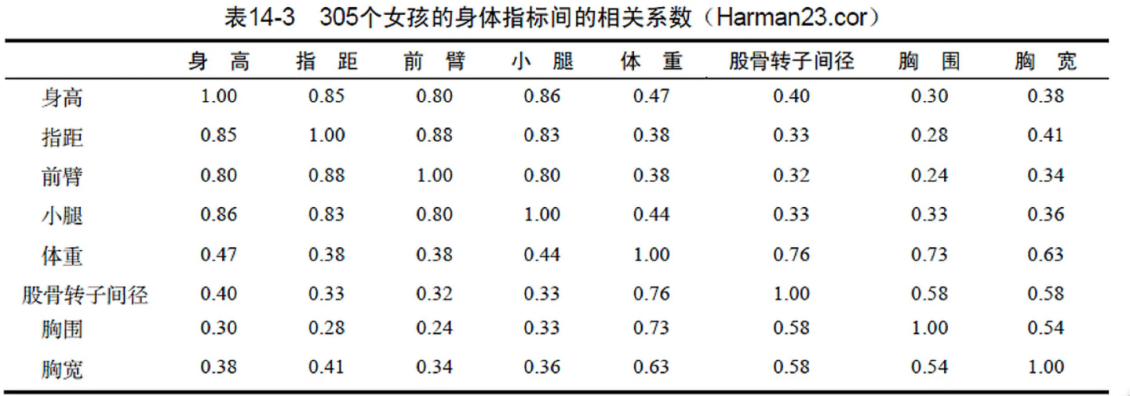 表14-3 305个女孩的身体指标间的相关系数（Harman23.cor）
身 高 指 距 前 臂 小 腿 体 重 股骨转子间径 胸 围 胸 宽
身高 1.00 0.85 0.80 0.86 0.47 0.40 0.30 0.38
指距 0.85 1.00 0.88 0.83 0.38 0.33 0.28 0.41
前臂 0.80 0.88 1.00 0.80 0.38 0.32 0.24 0.34
小腿 0.86 0.83 0.80 1.00 0.44 0.33 0.33 0.36
体重 0.47 0.38 0.38 0.44 1.00 0.76 0.73 0.63
股骨转子间径 0.40 0.33 0.32 0.33 0.76 1.00 0.58 0.58
胸围 0.30 0.28 0.24 0.33 0.73 0.58 1.00 0.54
胸宽 0.38 0.41 0.34 0.36 0.63 0.58 0.54 1.00